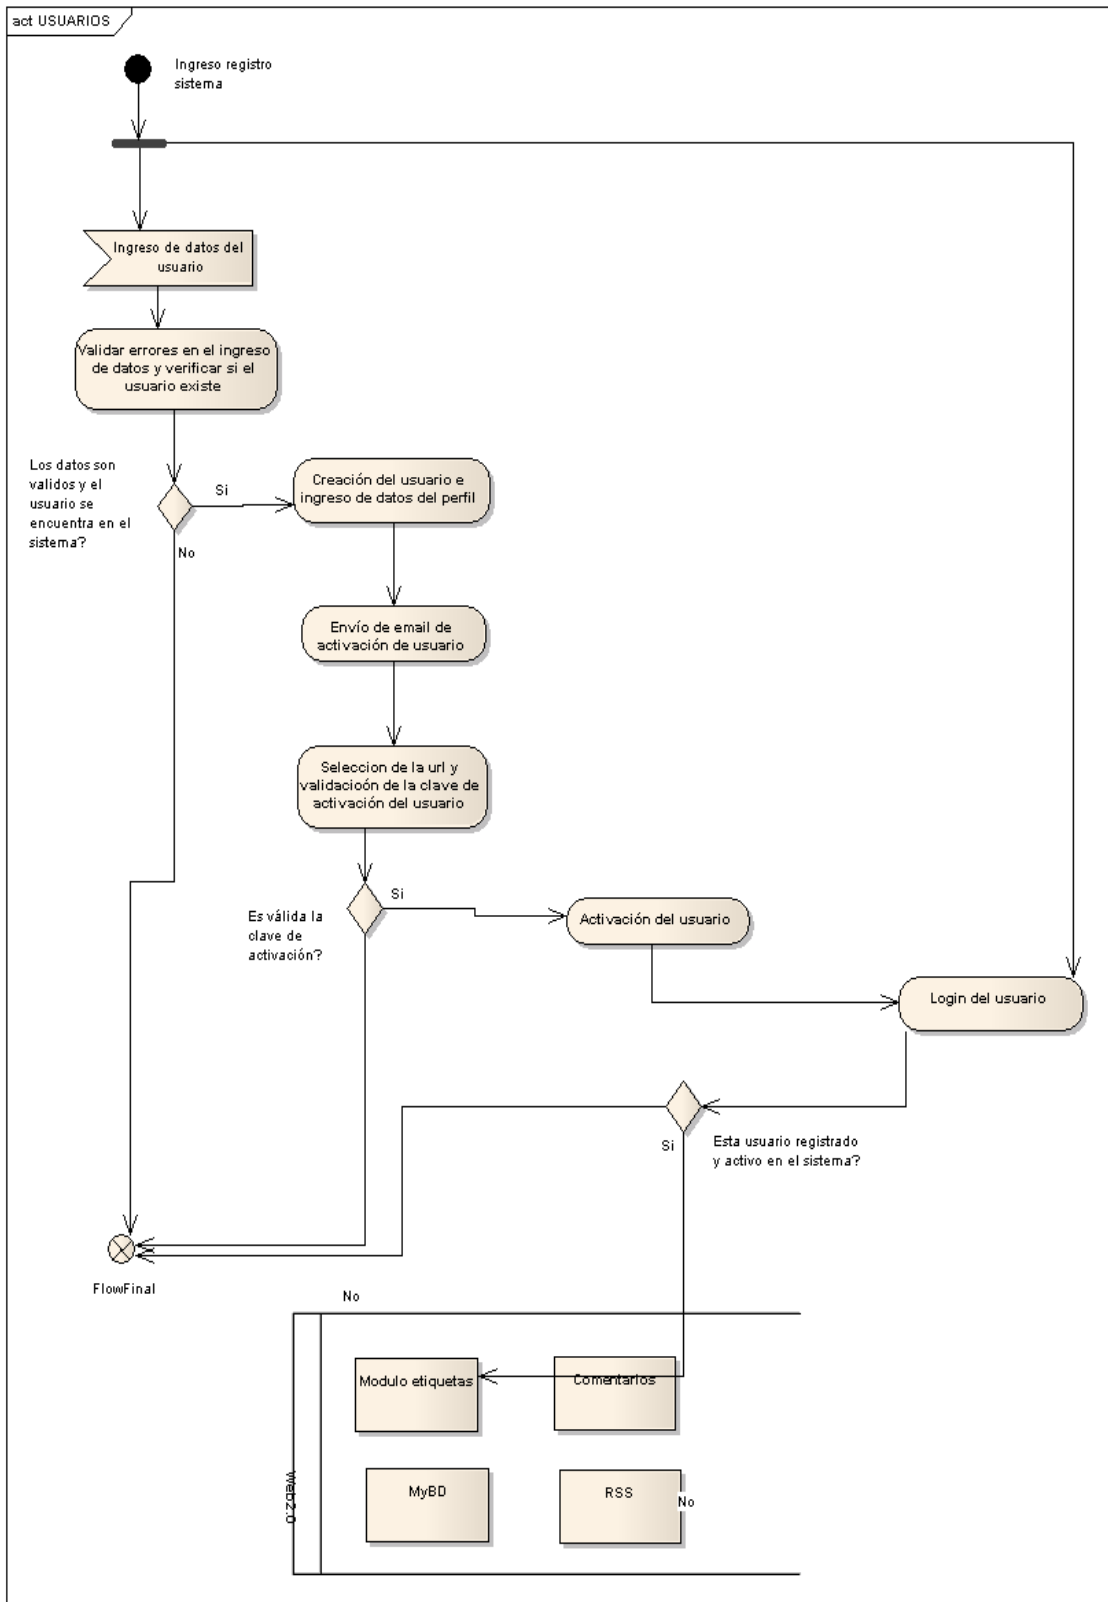 act USUARIOS
Ingreso registro
sistema
Ingreso de datos del
usuario
Validar errores en el ingreso
de datos y verificar si el
usuario existe
Los datos son
validos y el
usuario se
encuentra en el
sistema?
Si
No
Creación del usuario e
ingreso de datos del perfil
Envío de email de
activación de usuario
Seleccion de la url y
validacioón de la clave de
activación del usuario
Es válida la
clave de
activación?
Si
Activación del usuario
Login del usuario
Si
Esta usuario registrado
y activo en el sistema?
FlowFinal
No
Web2.0
Modulo etiquetas
Comentarios
MyBD
RSS
No